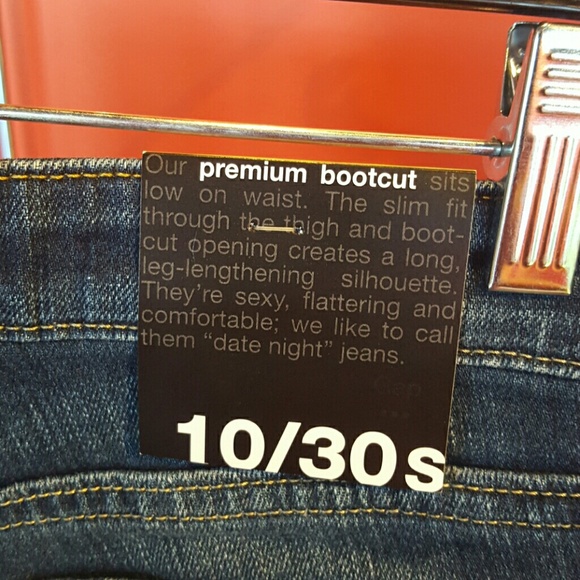 Our premium bootcut sits
low on waist. The slim fit
through the thigh and boot-
cut opening creates a long,
leg-lengthening silhouette.
They're sexy, flattering and
comfortable; we like to call
them "date night" jeans.
Gap
10/30s